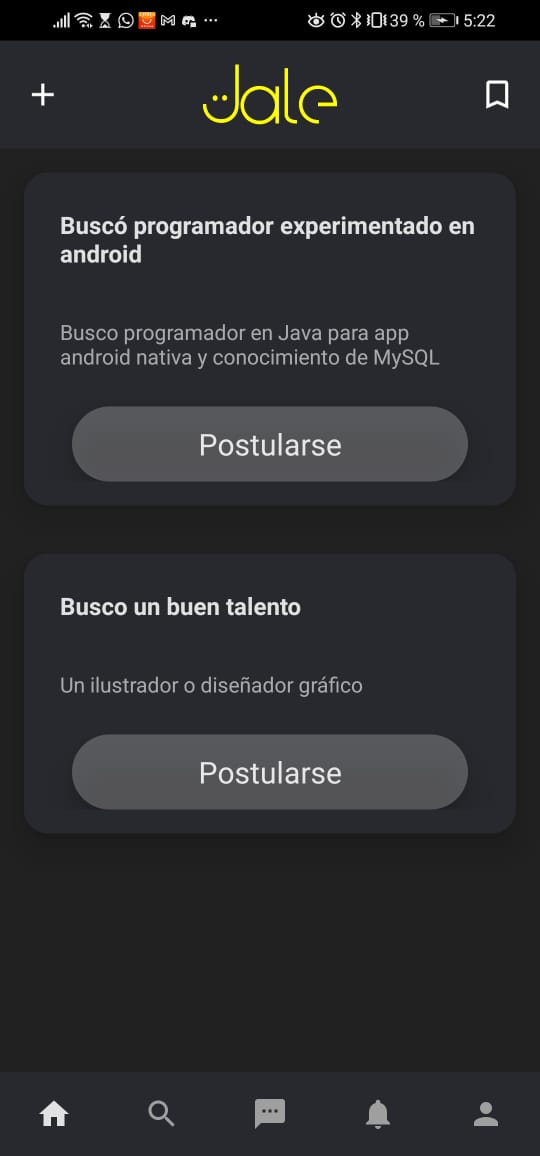 39 % 5:22
Jale
Buscó programador experimentado en
android
Busco programador en Java para app
android nativa y conocimiento de MySQL
Postularse
Busco un buen talento
Un ilustrador o diseñador gráfico
Postularse